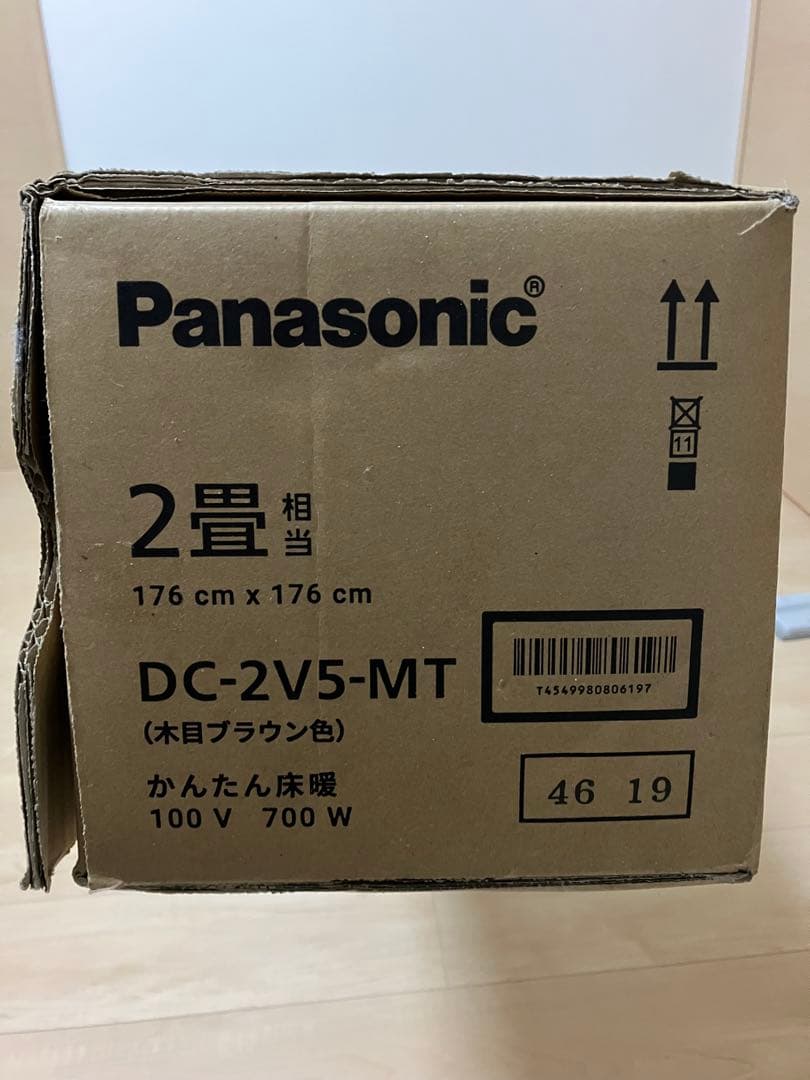 Panasonic®
11
2畳相当
176 cm x 176 cm
DC-2V5-MT
(木目ブラウン色)
T4549980806197
かんたん床暖
100 V 700 W
46 19